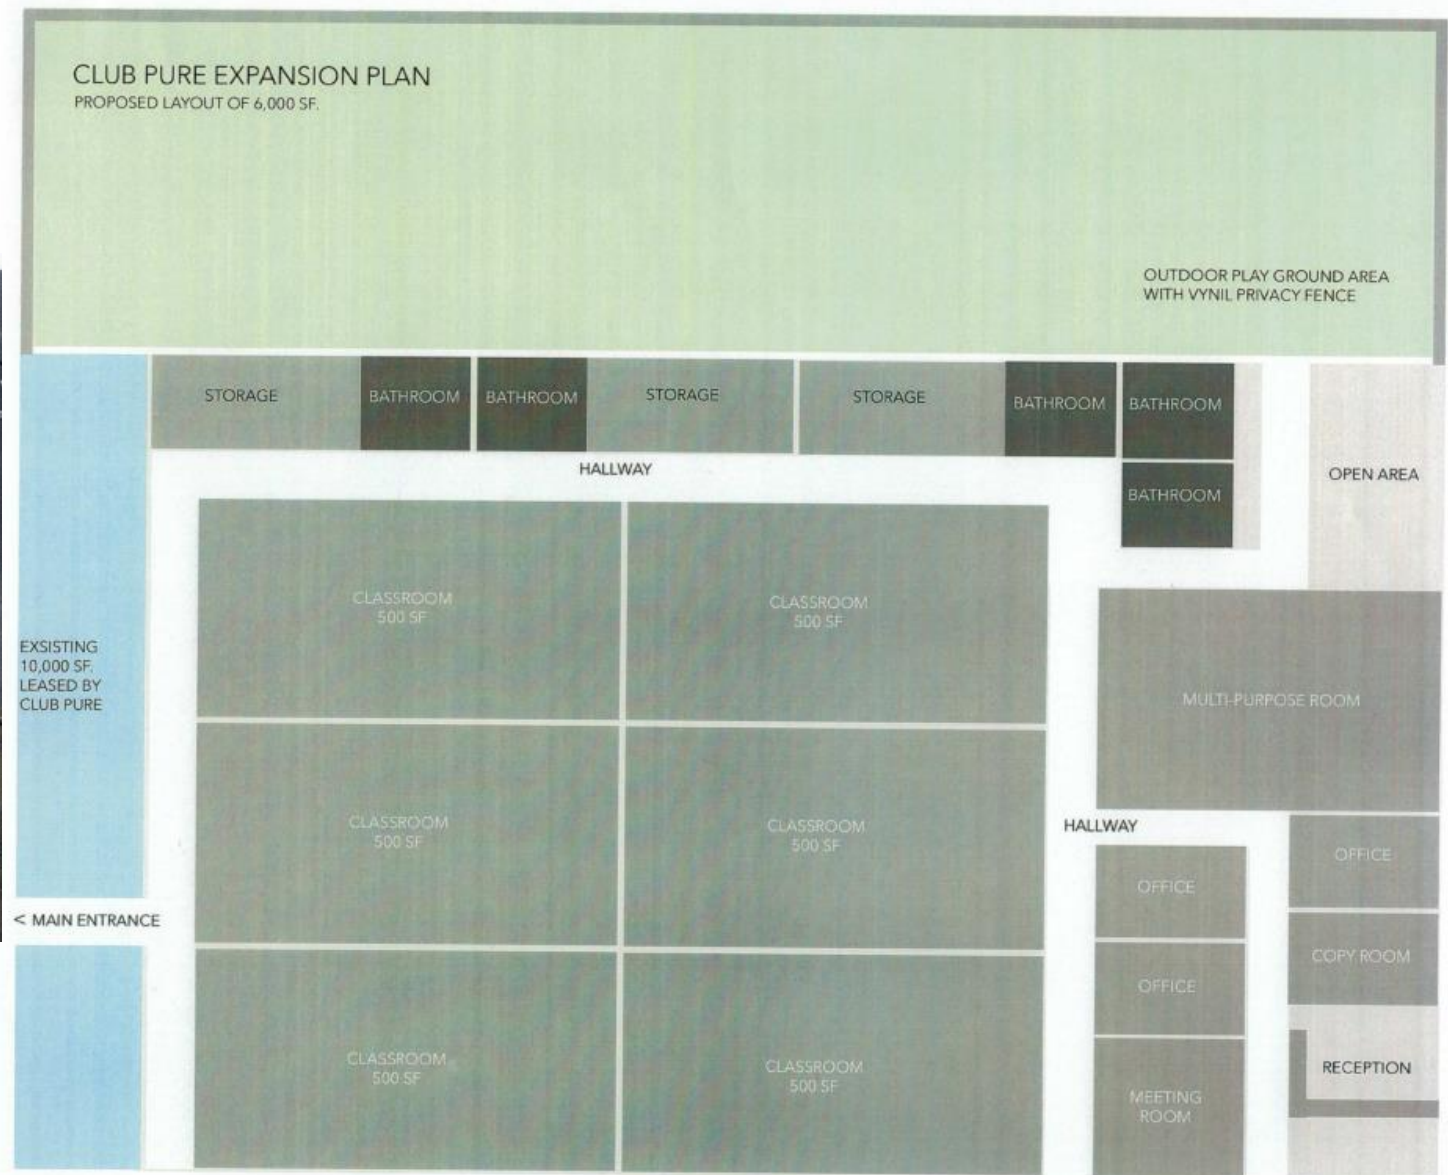 CLUB PURE EXPANSION PLAN
PROPOSED LAYOUT OF 6,000 SF.
OUTDOOR PLAY GROUND AREA
WITH VYNIL PRIVACY FENCE
STORAGE
BATHROOM
BATHROOM
STORAGE
STORAGE
BATHROOM
BATHROOM
HALLWAY
OPEN AREA
BATHROOM
CLASSROOM
500 SF
CLASSROOM
500 SF
EXSISTING
10,000 SF.
LEASED BY
CLUB PURE
MULTI-PURPOSE ROOM
CLASSROOM
500 SF
CLASSROOM
500 SF
HALLWAY
OFFICE
OFFICE
< MAIN ENTRANCE
COPY ROOM
OFFICE
CLASSROOM
500 SF
CLASSROOM
500 SF
RECEPTION
MEETING
ROOM